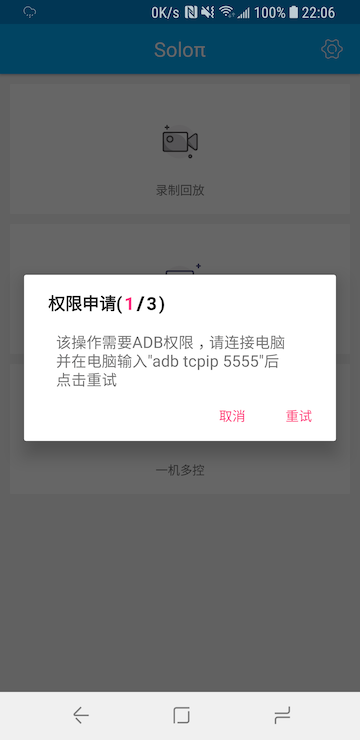 0K/s 100% 22:06
Soloπ
录制回放
权限申请(1/3)
该操作需要ADB权限，请连接电脑
并在电脑输入"adb tcpip 5555"后
点击重试
取消 重试
一机多控